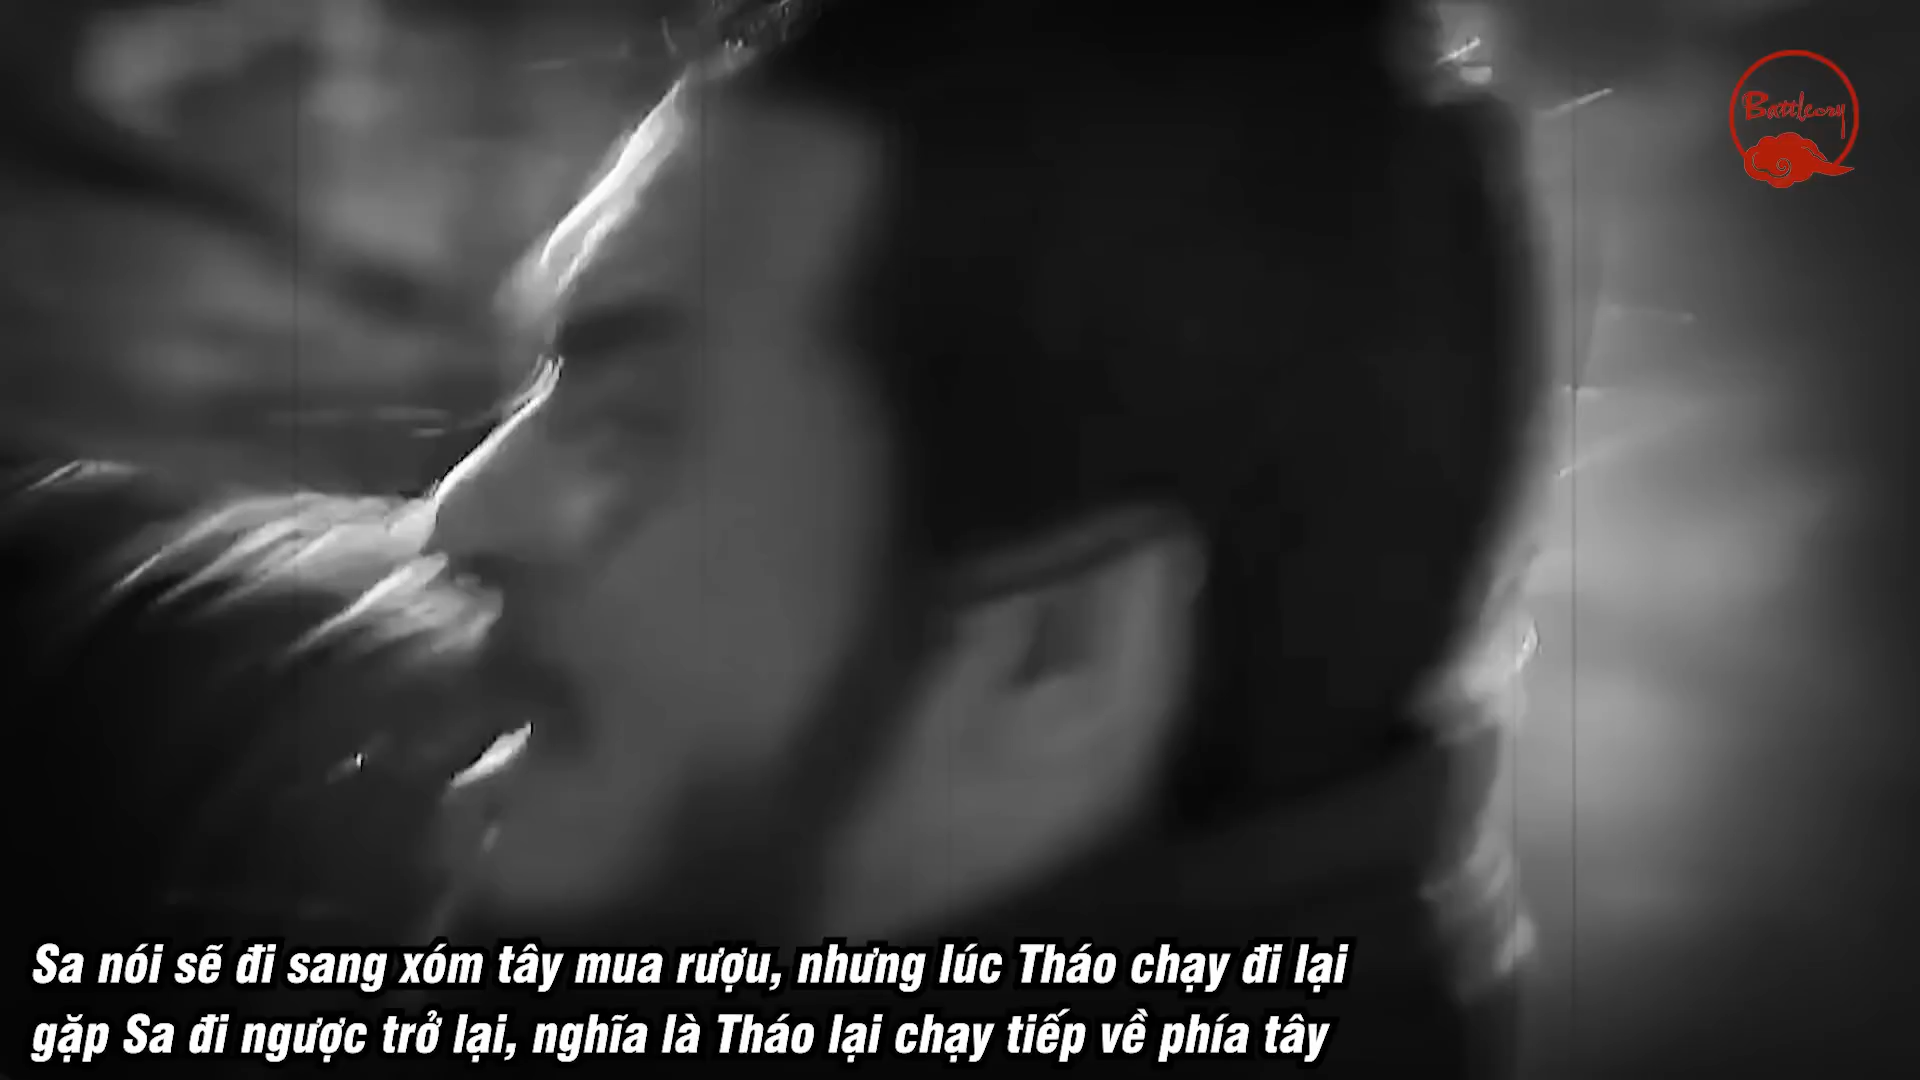 Battlecry
Sa nói sẽ đi sang xóm tây mua rượu, nhưng lúc Tháo chạy đi lại
gặp Sa đi ngược trở lại, nghĩa là Tháo lại chạy tiếp về phía tây